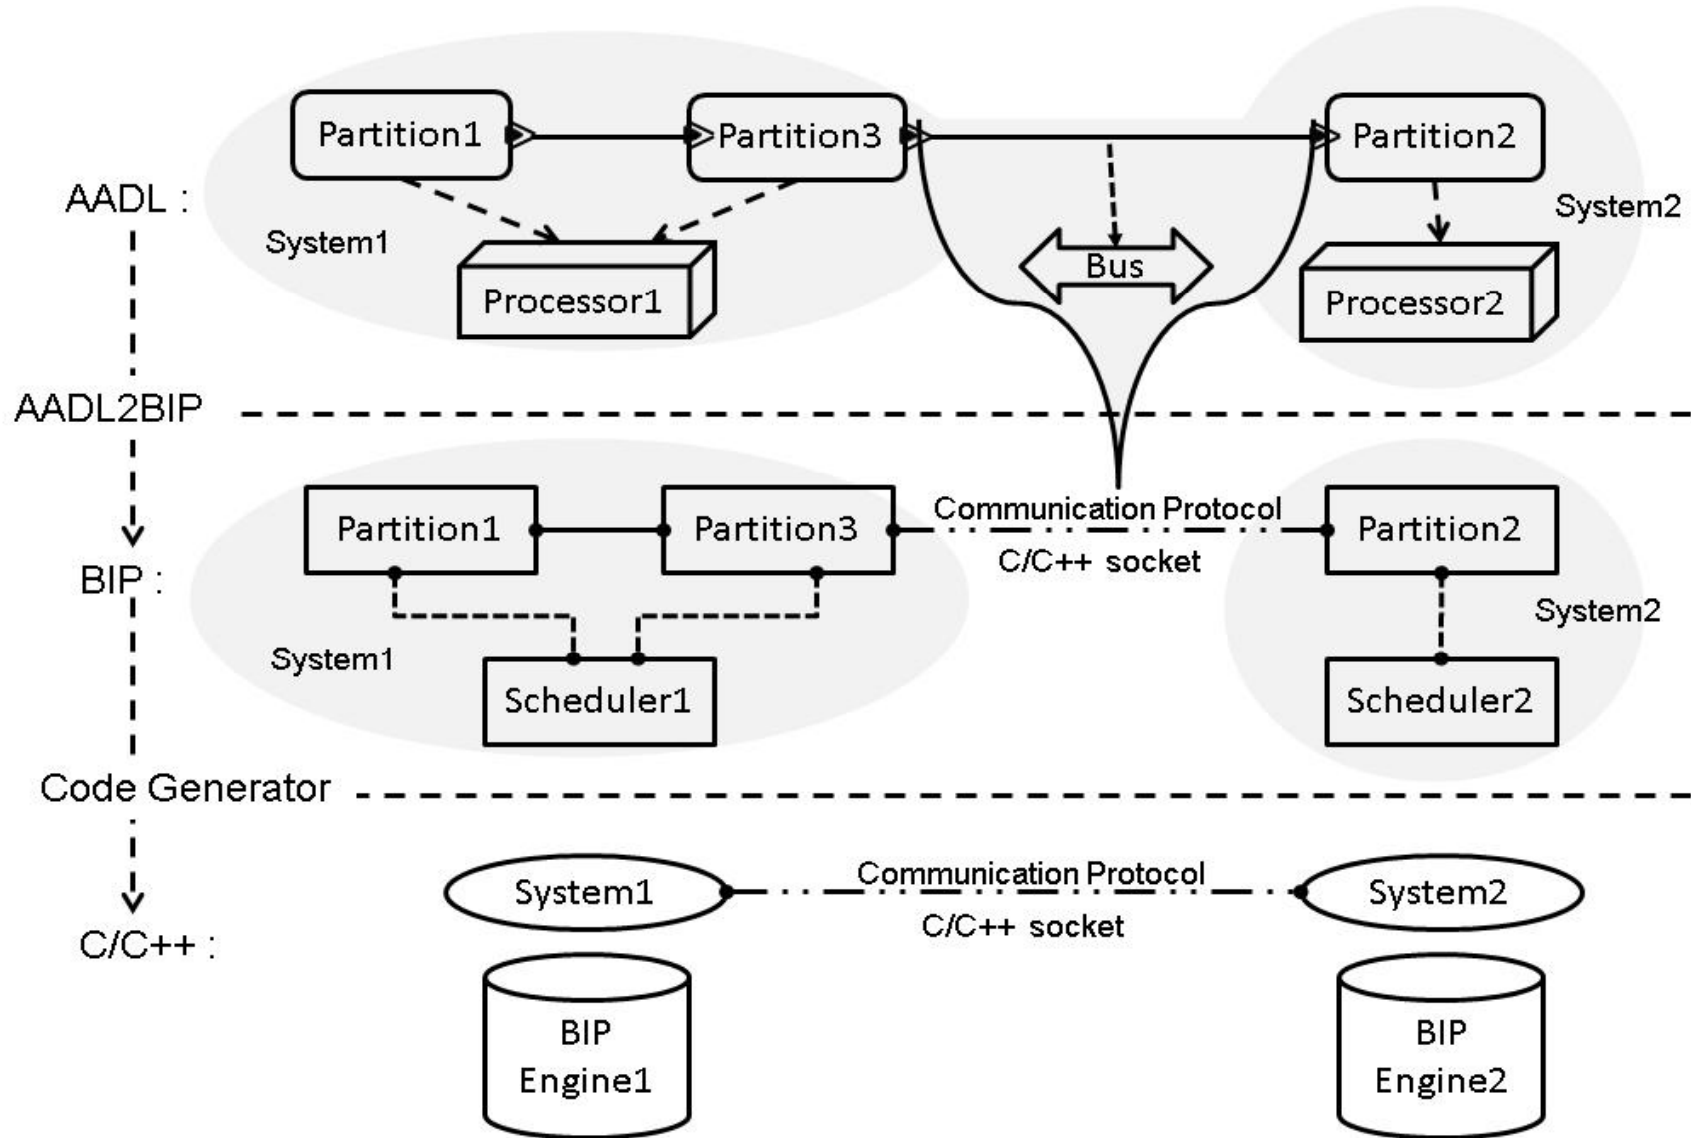 Partition1
Partition3
Partition2
AADL :
System1
System2
Bus
Processor1
Processor2
AADL2BIP
Partition1
Partition3
Communication Protocol
C/C++ socket
Partition2
BIP :
System1
System2
Scheduler1
Scheduler2
Code Generator
System1
Communication Protocol
C/C++ socket
System2
C/C++ :
BIP
Engine1
BIP
Engine2